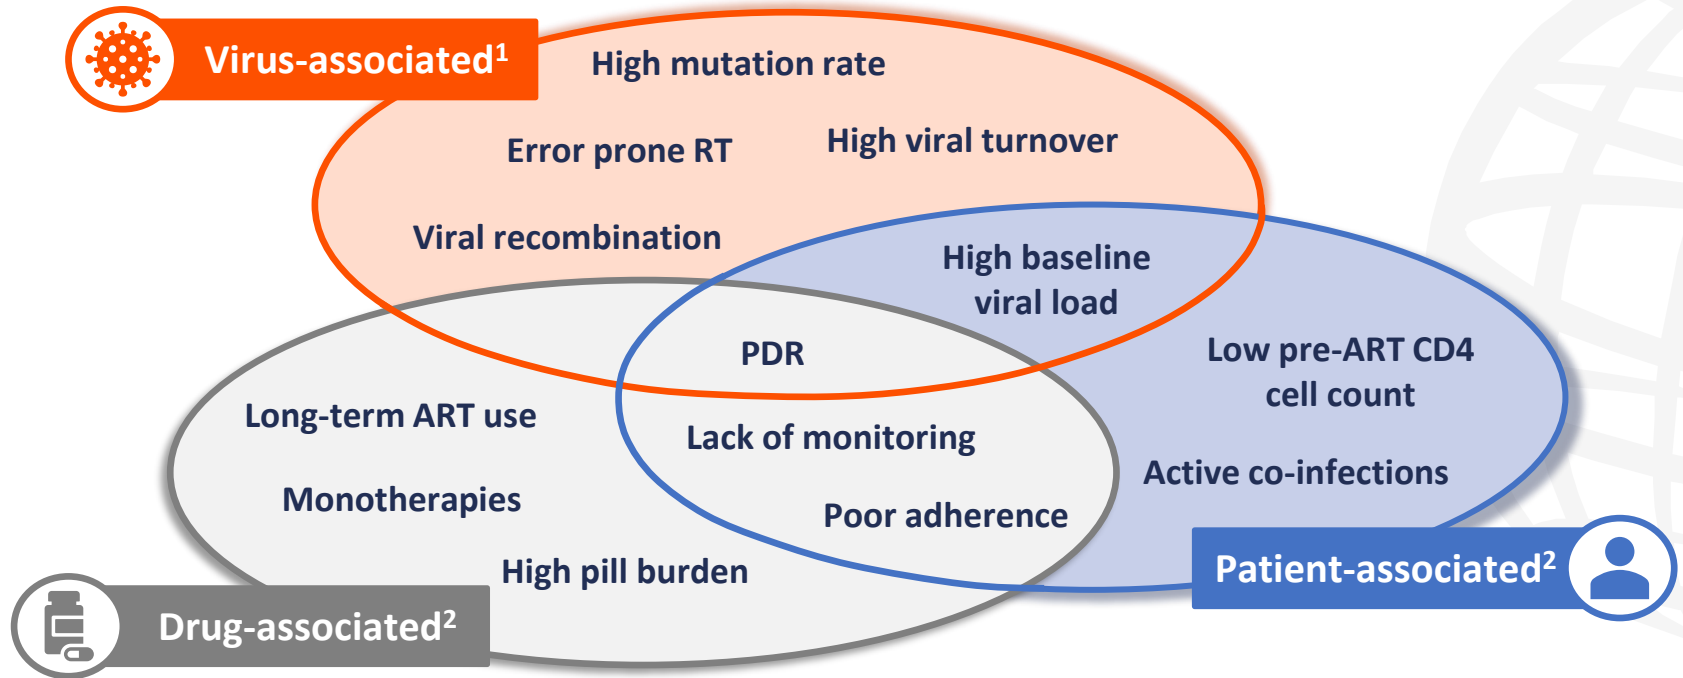 Virus-associated¹
High mutation rate
Error prone RT
High viral turnover
Viral recombination
High baseline
viral load
PDR
Low pre-ART CD4
cell count
Long-term ART use
Lack of monitoring
Active co-infections
Monotherapies
Poor adherence
High pill burden
Patient-associated²
Drug-associated²